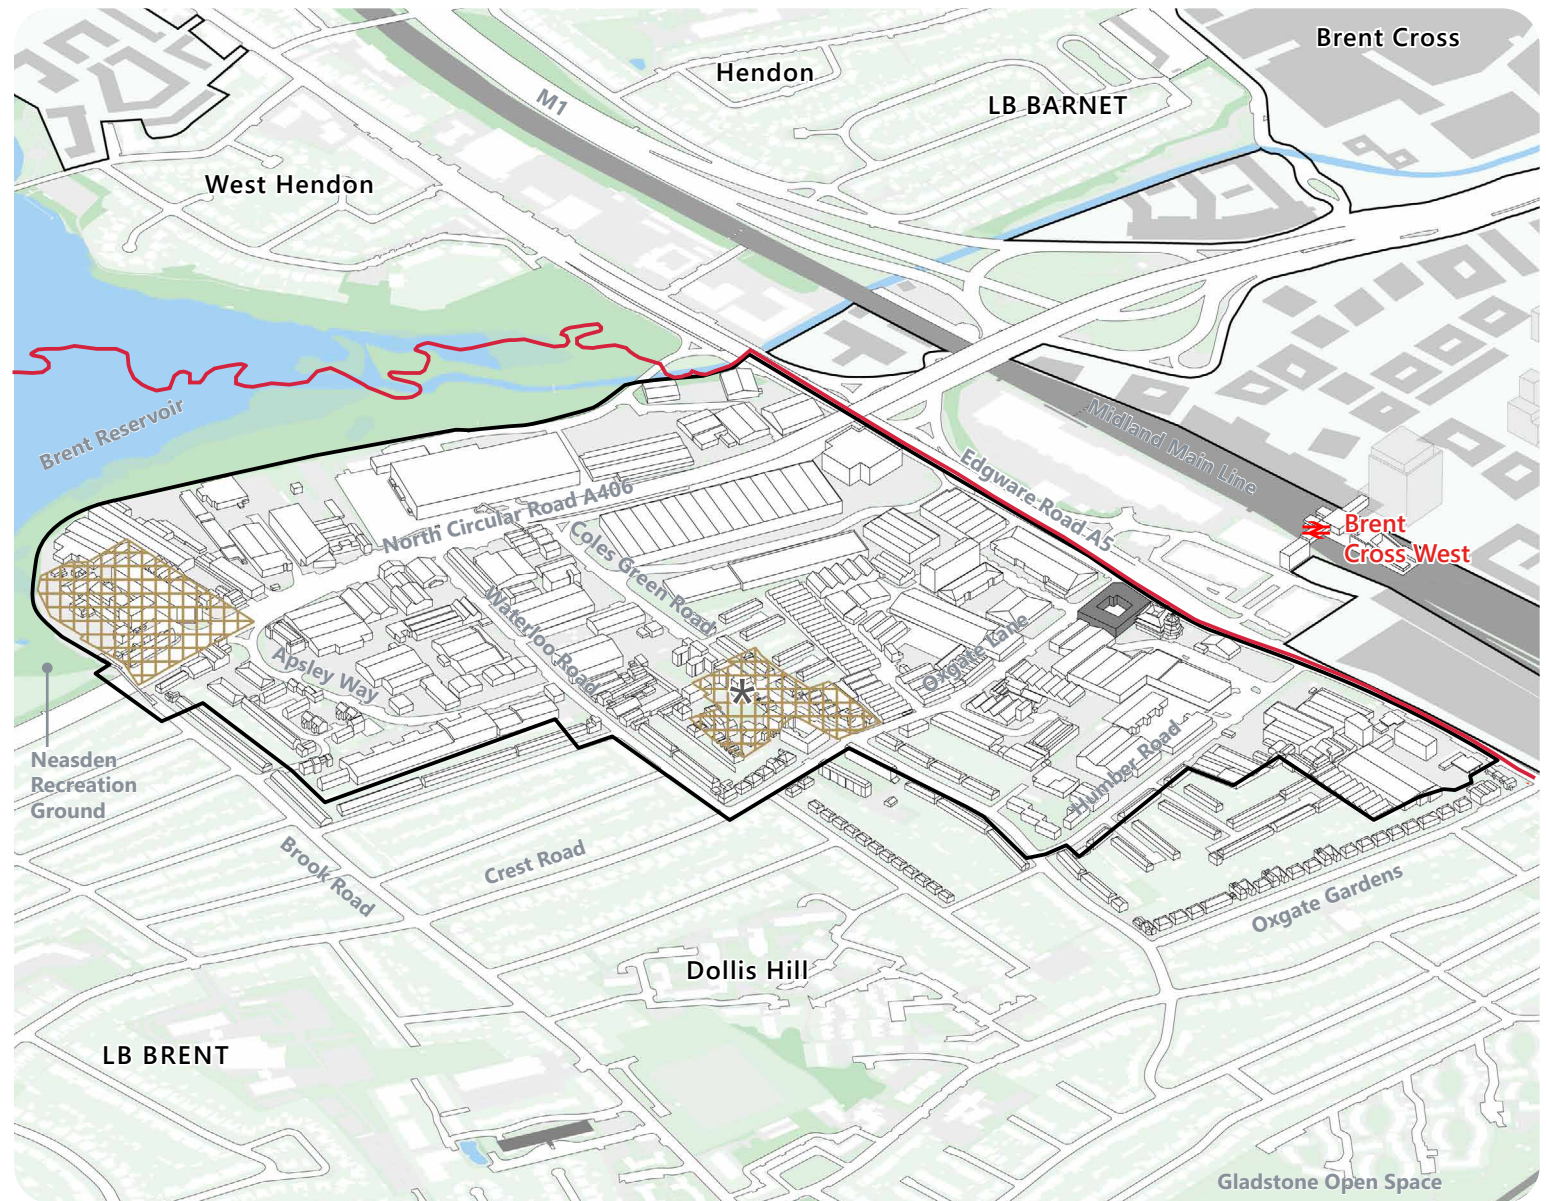 Brent Cross
Hendon
M1
LB BARNET
West Hendon
Brent Reservoir
Midland Main Line
Edgware Road A5
North Circular Road A406
Brent
Cross West
Coles Green Road
Waterloo Road
Oxgate Lane
Apsley Way
*
Humber Road
Neasden
Recreation
Ground
Brook Road
Crest Road
Oxgate Gardens
Dollis Hill
LB BRENT
Gladstone Open Space